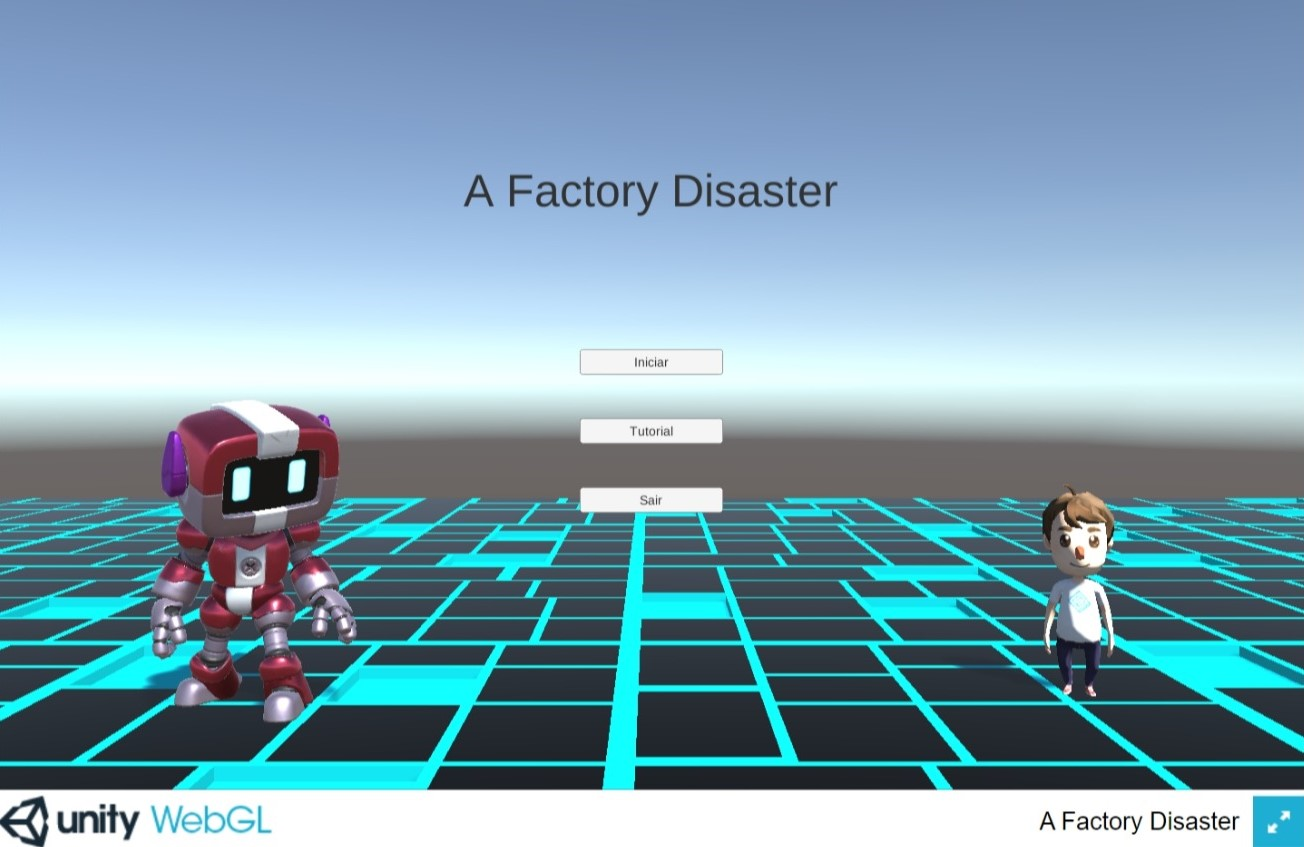 A Factory Disaster
Iniciar
Tutorial
Sair
unity WebGL
A Factory Disaster